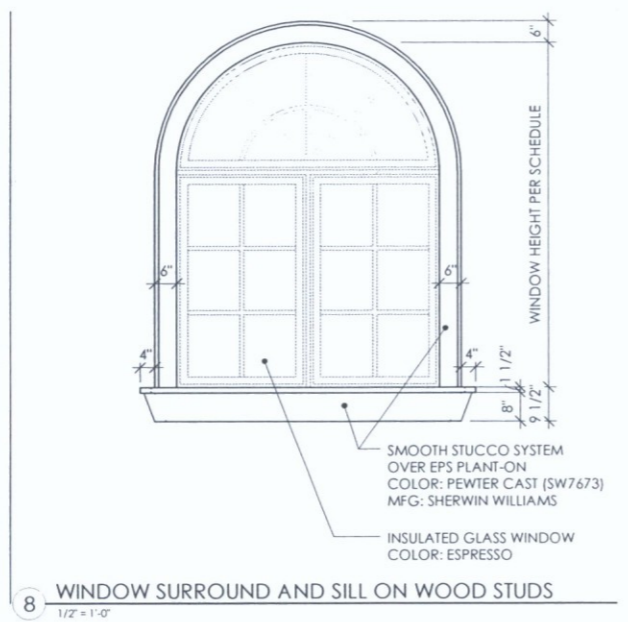 6"
WINDOW HEIGHT PER SCHEDULE
6"
6"
4"
4"
1 1/2"
8"
9 1/2"
SMOOTH STUCCO SYSTEM
OVER EPS PLANT-ON
COLOR: PEWTER CAST (SW7673)
MFG: SHERWIN WILLIAMS
INSULATED GLASS WINDOW
COLOR: ESPRESSO
8
WINDOW SURROUND AND SILL ON WOOD STUDS
1/2" = 1'-0"